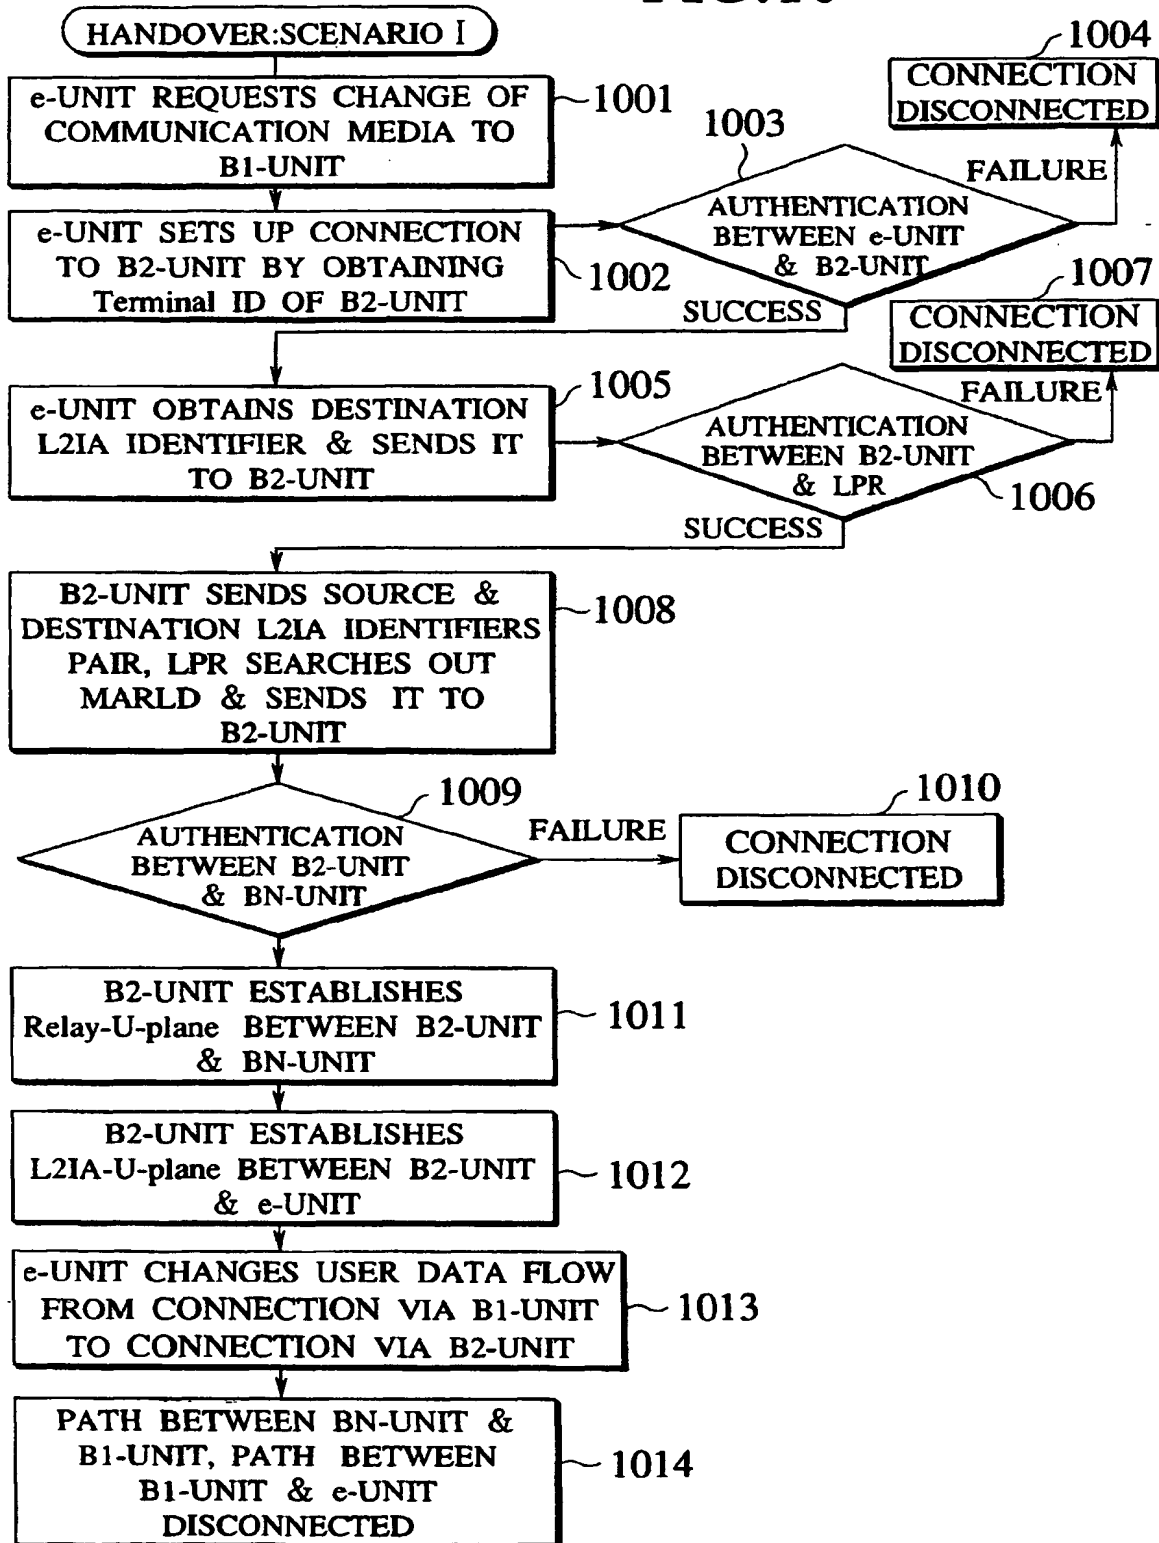 HANDOVER:SCENARIO I
e-UNIT REQUESTS CHANGE OF
COMMUNICATION MEDIA TO
B1-UNIT
1001
1004
CONNECTION
DISCONNECTED
1003
FAILURE
AUTHENTICATION
BETWEEN e-UNIT
& B2-UNIT
e-UNIT SETS UP CONNECTION
TO B2-UNIT BY OBTAINING
Terminal ID OF B2-UNIT
1002
SUCCESS
1007
CONNECTION
DISCONNECTED
FAILURE
1005
e-UNIT OBTAINS DESTINATION
L2IA IDENTIFIER & SENDS IT
TO B2-UNIT
AUTHENTICATION
BETWEEN B2-UNIT
& LPR
1006
SUCCESS
B2-UNIT SENDS SOURCE &
DESTINATION L2IA IDENTIFIERS
PAIR, LPR SEARCHES OUT
MARLD & SENDS IT TO
B2-UNIT
1008
1009
AUTHENTICATION
BETWEEN B2-UNIT
& BN-UNIT
FAILURE
1010
CONNECTION
DISCONNECTED
B2-UNIT ESTABLISHES
Relay-U-plane BETWEEN B2-UNIT
& BN-UNIT
1011
B2-UNIT ESTABLISHES
L2IA-U-plane BETWEEN B2-UNIT
& e-UNIT
1012
e-UNIT CHANGES USER DATA FLOW
FROM CONNECTION VIA B1-UNIT
TO CONNECTION VIA B2-UNIT
1013
PATH BETWEEN BN-UNIT &
B1-UNIT, PATH BETWEEN
B1-UNIT & e-UNIT
DISCONNECTED
1014